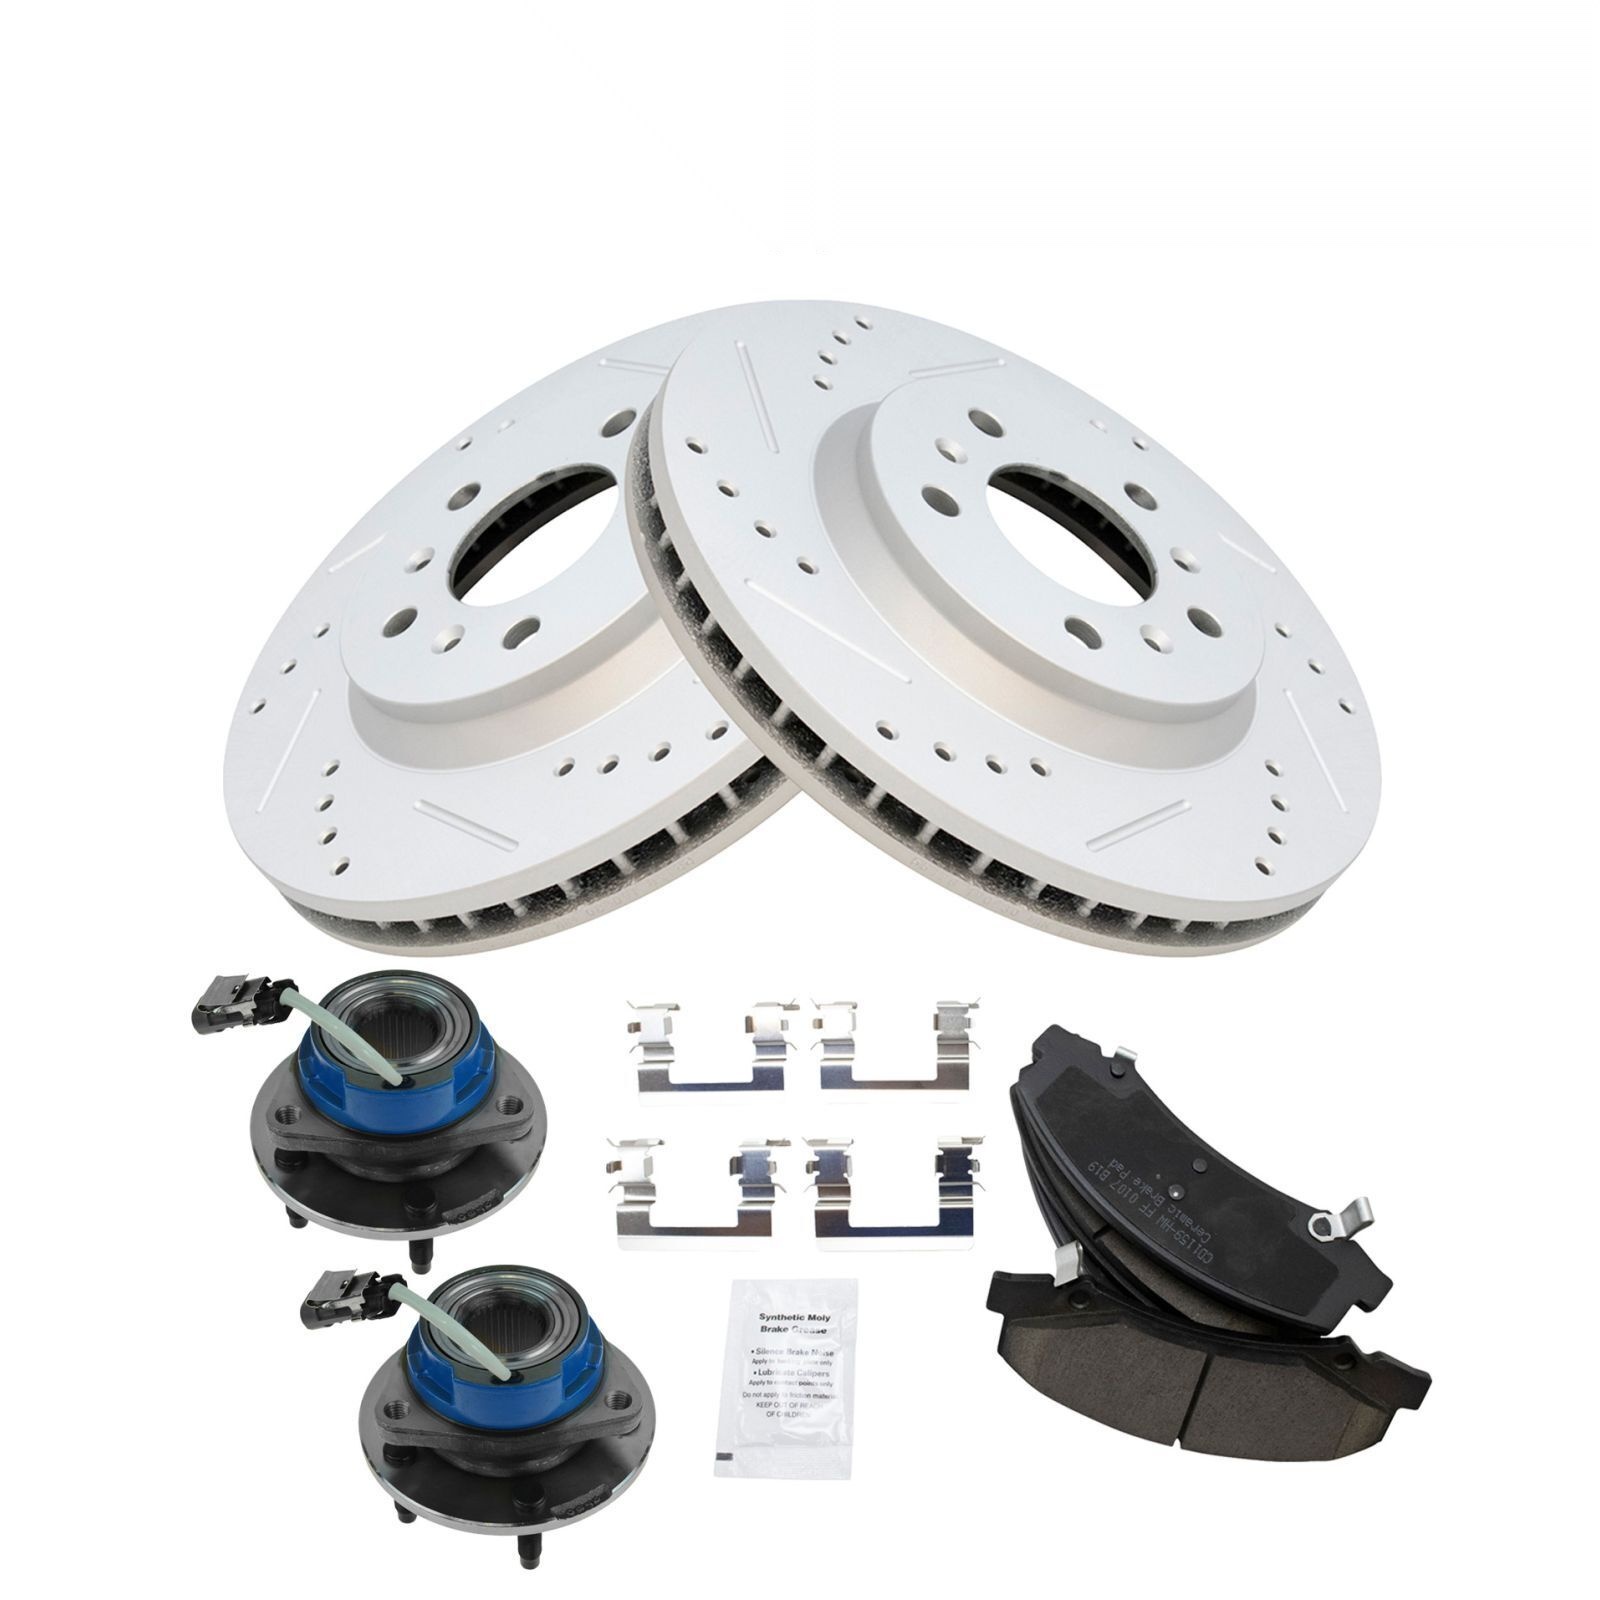 Synthetic Moly
Brake Grease
• Silence Brake Noise
Apply to backing plate only
• Lubricate Calipers
Apply to contact points only
Do not apply to friction material
KEEP OUT OF REACH
OF CHILDREN
CD1159-HW FF 0107 B19
Ceramic Brake Pad